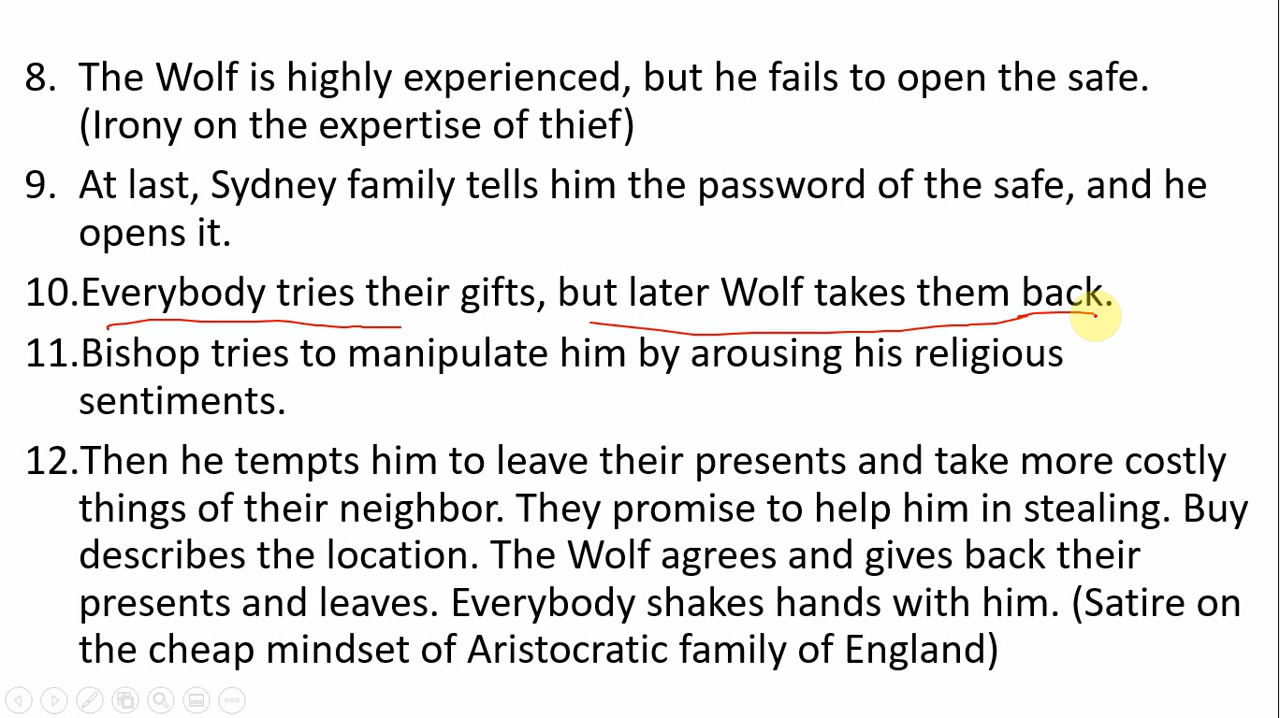 8. The Wolf is highly experienced, but he fails to open the safe.
(Irony on the expertise of thief)
9. At last, Sydney family tells him the password of the safe, and he
opens it.
10.Everybody tries their gifts, but later Wolf takes them back.
11.Bishop tries to manipulate him by arousing his religious
sentiments.
12.Then he tempts him to leave their presents and take more costly
things of their neighbor. They promise to help him in stealing. Buy
describes the location. The Wolf agrees and gives back their
presents and leaves. Everybody shakes hands with him. (Satire on
the cheap mindset of Aristocratic family of England)